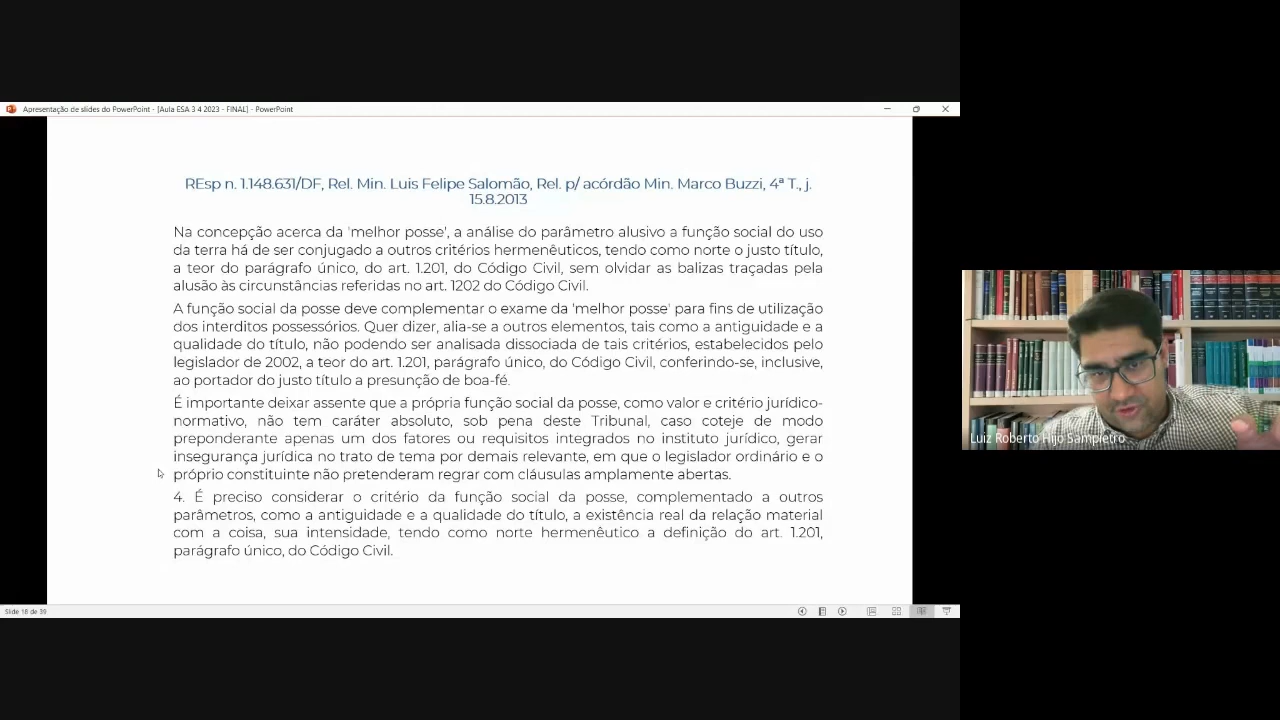 Apresentação de slides do PowerPoint - [Aula ESA 3 4 2023 - FINAL] - PowerPoint
REsp n. 1.148.631/DF, Rel. Min. Luis Felipe Salomão, Rel. p/ acórdão Min. Marco Buzzi, 4ª T., j.
15.8.2013
Na concepção acerca da 'melhor posse', a análise do parâmetro alusivo a função social do uso
da terra há de ser conjugado a outros critérios hermenêuticos, tendo como norte o justo título,
a teor do parágrafo único, do art. 1.201, do Código Civil, sem olvidar as balizas traçadas pela
alusão às circunstâncias referidas no art. 1202 do Código Civil.
A função social da posse deve complementar o exame da 'melhor posse' para fins de utilização
dos interditos possessórios. Quer dizer, alia-se a outros elementos, tais como a antiguidade e a
qualidade do título, não podendo ser analisada dissociada de tais critérios, estabelecidos pelo
legislador de 2002, a teor do art. 1.201, parágrafo único, do Código Civil, conferindo-se, inclusive,
ao portador do justo título a presunção de boa-fé.
É importante deixar assente que a própria função social da posse, como valor e critério jurídico-
normativo, não tem caráter absoluto, sob pena deste Tribunal, caso coteje de modo
preponderante apenas um dos fatores ou requisitos integrados no instituto jurídico, gerar
insegurança jurídica no trato de tema por demais relevante, em que o legislador ordinário e o
próprio constituinte não pretenderam regrar com cláusulas amplamente abertas.
4. É preciso considerar o critério da função social da posse, complementado a outros
parâmetros, como a antiguidade e a qualidade do título, a existência real da relação material
com a coisa, sua intensidade, tendo como norte hermenêutico a definição do art. 1.201,
parágrafo único, do Código Civil.
Slide 18 de 39
Luiz Roberto Hijo Sampietro